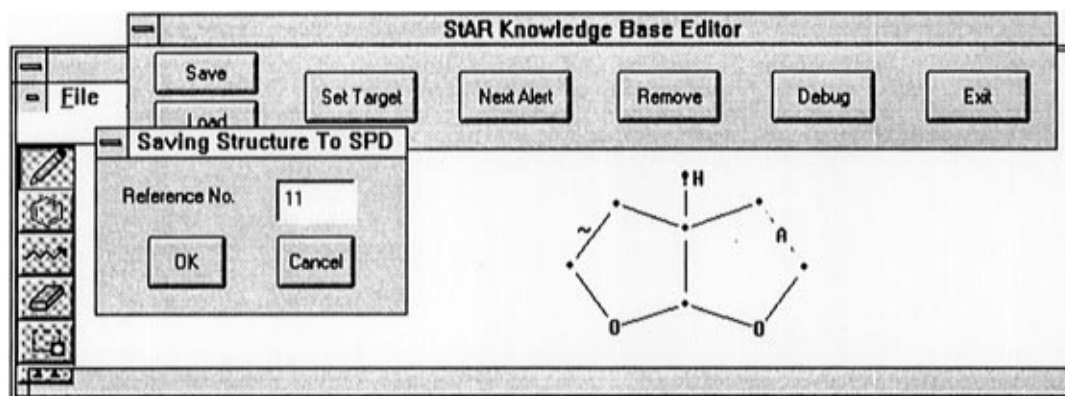 StAR Knowledge Base Editor
File
Save
Load
Set Target
Next Alert
Remove
Debug
Exit
Saving Structure To SPD
Reference No.
11
OK
Cancel
H
~
A
O
O